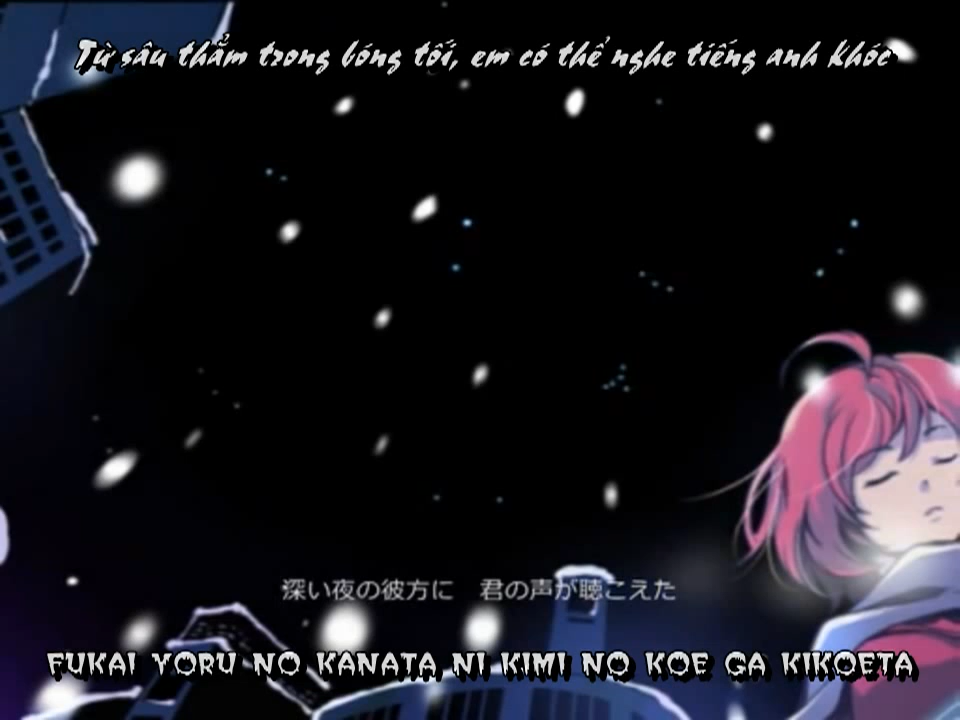 Từ sâu thẳm trong bóng tối, em có thể nghe tiếng anh khóc
深い夜の彼方に 君の声が聴こえた
FUKAI YORU NO KANATA NI KIMI NO KOE GA KIKOETA